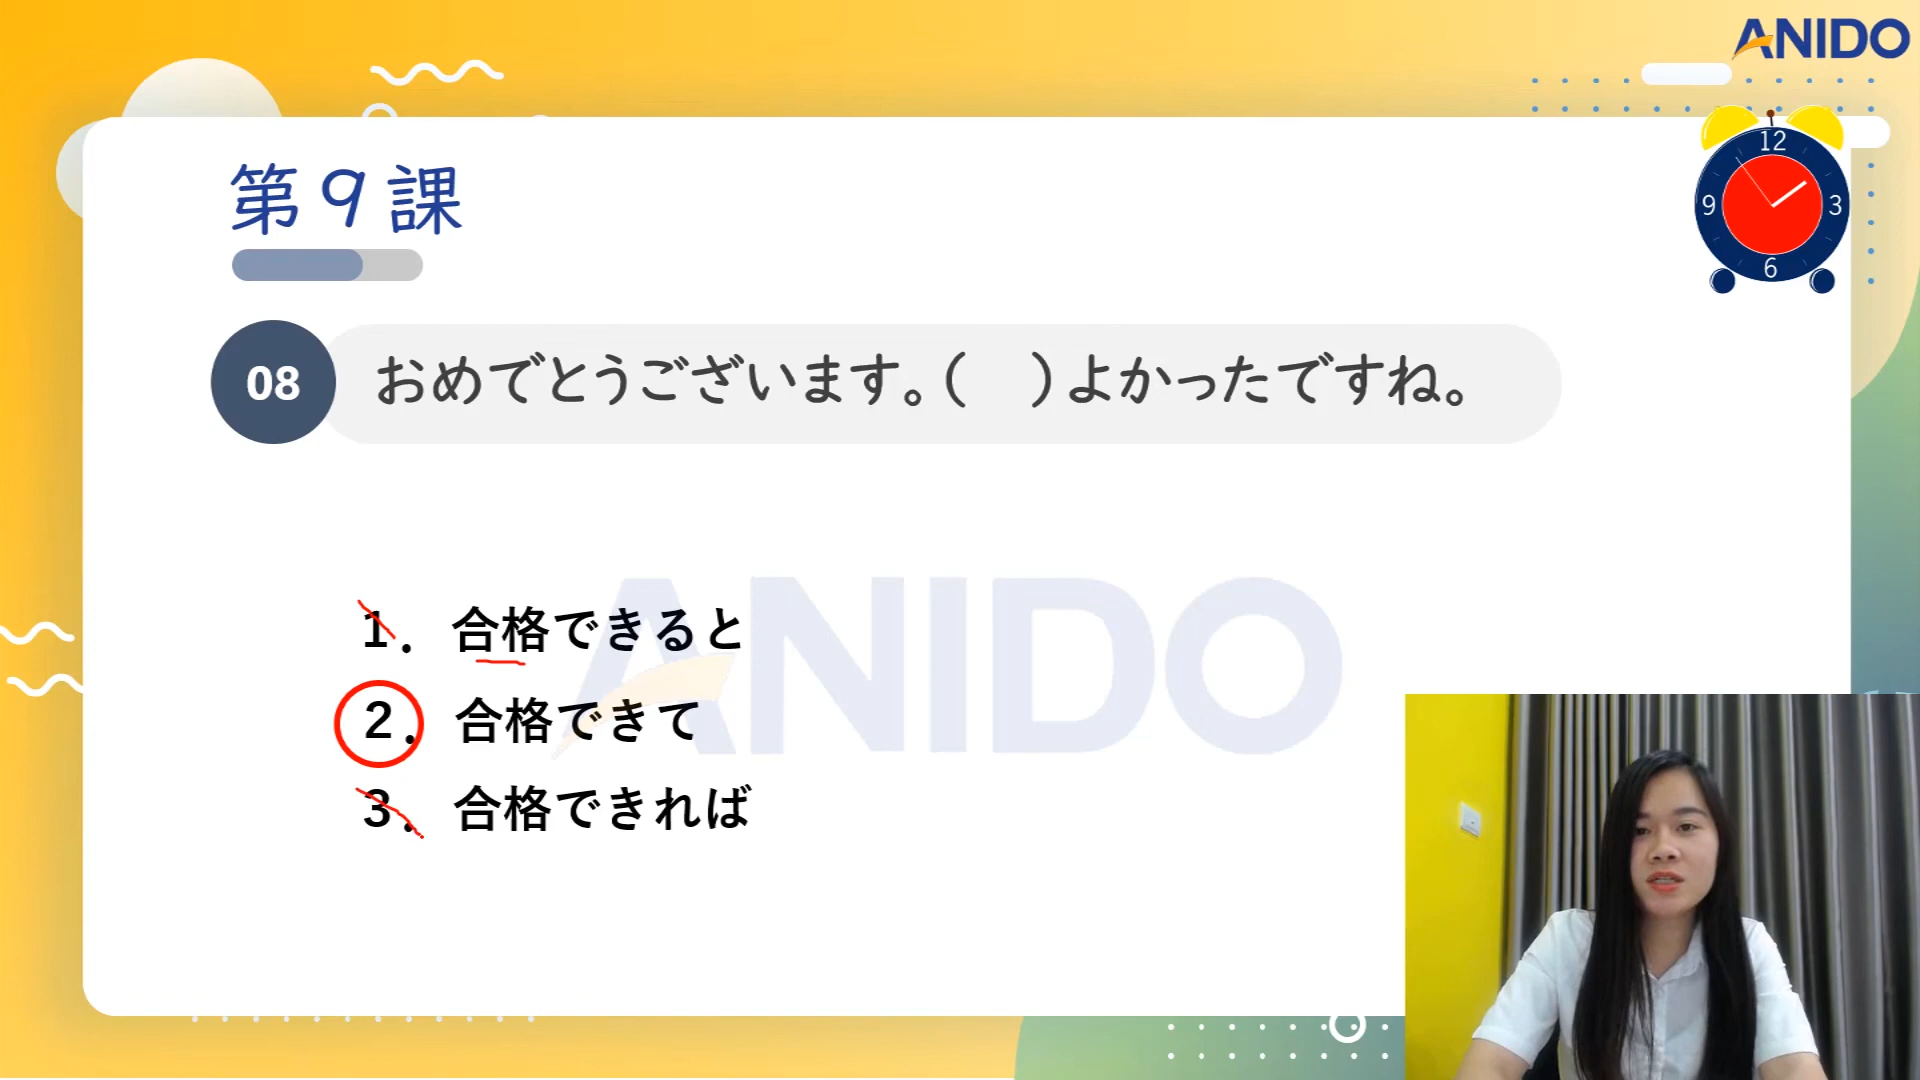 ANIDO
第9課
12
9
3
6
08
おめでとうございます。(　)よかったですね。
ANIDO
1. 合格できると
2. 合格できて
3. 合格できれば